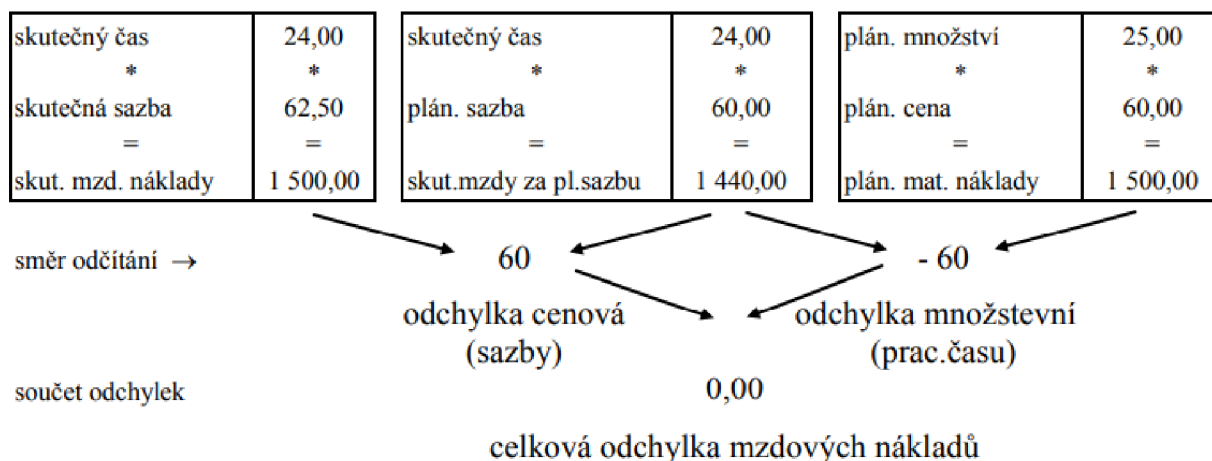 skutečný čas 24,00 skutečný čas 24,00 plán. množství 25,00
* * * * * *
skutečná sazba 62,50 plán. sazba 60,00 plán. cena 60,00
= = = = = =
skut. mzd. náklady 1 500,00 skut.mzdy za pl.sazbu 1 440,00 plán. mat. náklady 1 500,00
směr odčítání → 60 - 60
odchylka cenová odchylka množstevní
(sazby) (prac.času)
součet odchylek 0,00
celková odchylka mzdových nákladů